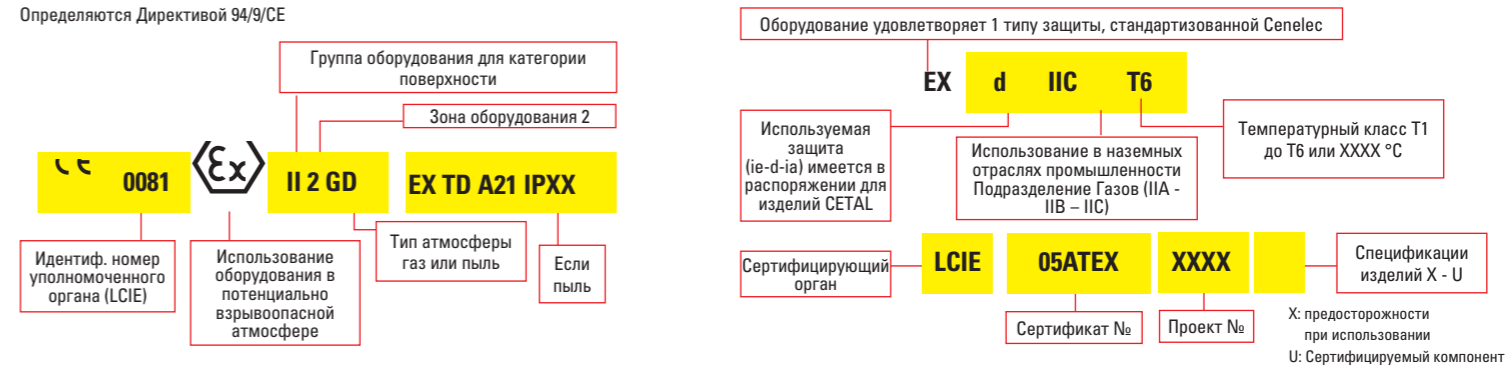 Определяются Директивой 94/9/CE
Группа оборудования для категории
поверхности
Зона оборудования 2
0081
Ex
II 2 GD
EX TD A21 IPXX
Идентиф. номер
уполномоченного
органа (LCIE)
Использование
оборудования в
потенциально
взрывоопасной
атмосфере
Тип атмосферы
газ или пыль
Если
пыль
Оборудование удовлетворяет 1 типу защиты, стандартизованной Cenelec
EX d IIC T6
Используемая
защита
(ie-d-ia) имеется в
распоряжении для
изделий CETAL
Использование в наземных
отраслях промышленности
Подразделение Газов (IIA -
IIB – IIC)
Температурный класс T1
до T6 или XXXX °C
Сертифицирующий
орган
LCIE 05ATEX XXXX
Спецификации
изделий X - U
Сертификат №
Проект №
X: предосторожности
при использовании
U: Сертифицируемый компонент